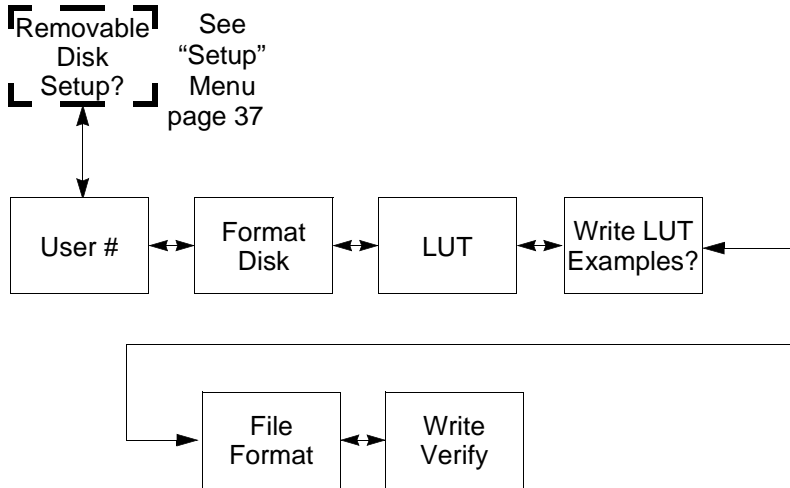 Removable
Disk
Setup?
See
“Setup”
Menu
page 37
User #
Format
Disk
LUT
Write LUT
Examples?
File
Format
Write
Verify